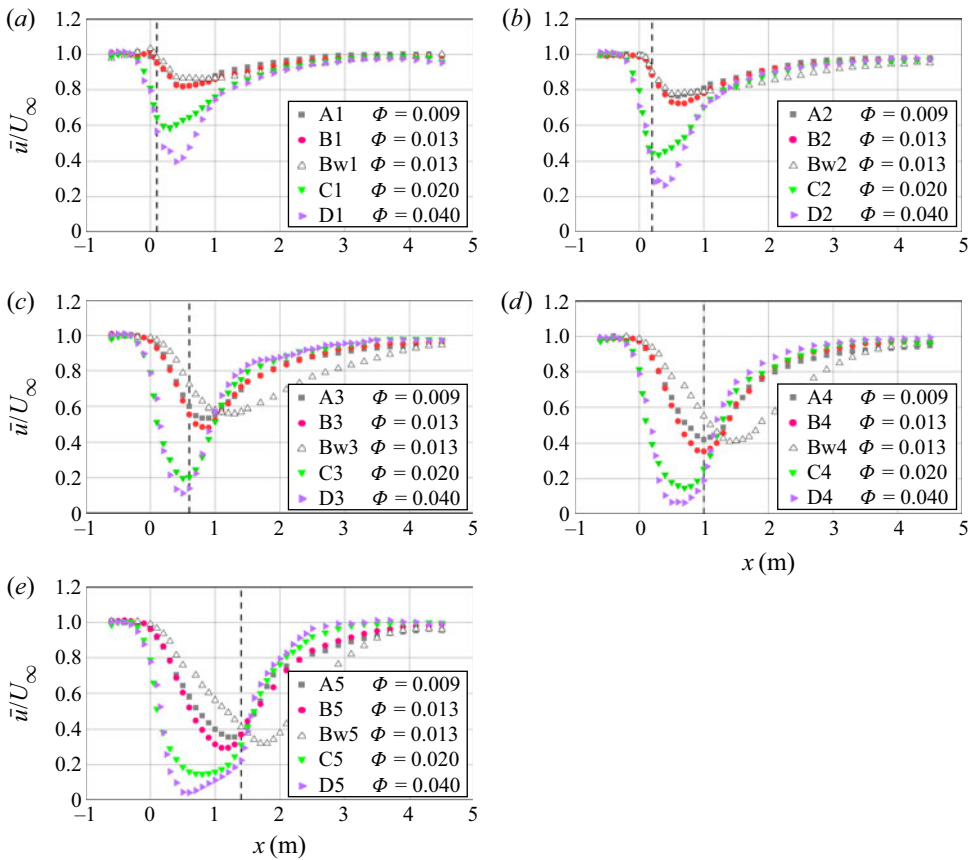 (a)
1.2
1.0
0.8
0.6
0.4
0.2
0
ū/U∞
–1 0 1 2 3 4 5
A1 Φ = 0.009
B1 Φ = 0.013
Bw1 Φ = 0.013
C1 Φ = 0.020
D1 Φ = 0.040
(b)
1.2
1.0
0.8
0.6
0.4
0.2
0
–1 0 1 2 3 4 5
A2 Φ = 0.009
B2 Φ = 0.013
Bw2 Φ = 0.013
C2 Φ = 0.020
D2 Φ = 0.040
(c)
1.2
1.0
0.8
0.6
0.4
0.2
0
ū/U∞
–1 0 1 2 3 4 5
A3 Φ = 0.009
B3 Φ = 0.013
Bw3 Φ = 0.013
C3 Φ = 0.020
D3 Φ = 0.040
(d)
1.2
1.0
0.8
0.6
0.4
0.2
0
–1 0 1 2 3 4 5
x (m)
A4 Φ = 0.009
B4 Φ = 0.013
Bw4 Φ = 0.013
C4 Φ = 0.020
D4 Φ = 0.040
(e)
1.2
1.0
0.8
0.6
0.4
0.2
0
ū/U∞
–1 0 1 2 3 4 5
x (m)
A5 Φ = 0.009
B5 Φ = 0.013
Bw5 Φ = 0.013
C5 Φ = 0.020
D5 Φ = 0.040